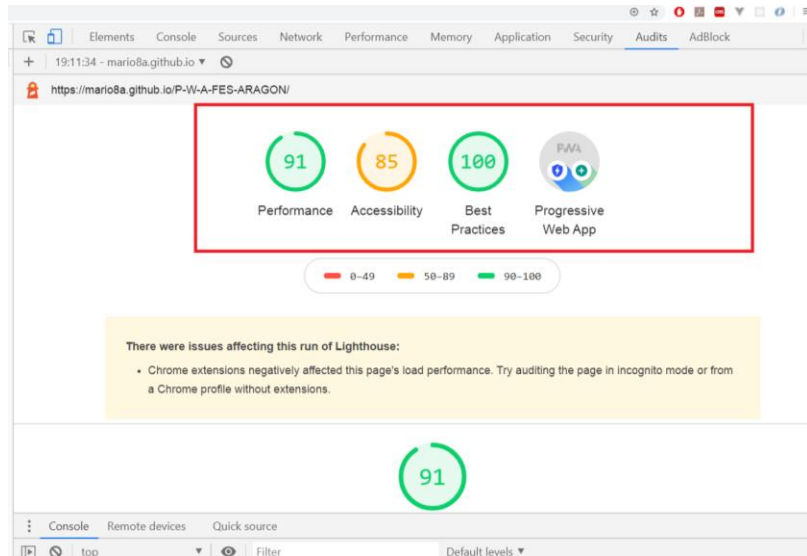 Elements Console Sources Network Performance Memory Application Security Audits AdBlock
19:11:34 - mario8a.github.io
https://mario8a.github.io/P-W-A-FES-ARAGON/
91 85 100 PWA
Performance Accessibility Best Practices Progressive Web App
0-49 50-89 90-100
There were issues affecting this run of Lighthouse:
Chrome extensions negatively affected this page's load performance. Try auditing the page in incognito mode or from
a Chrome profile without extensions.
91
Console Remote devices Quick source
top Filter Default levels